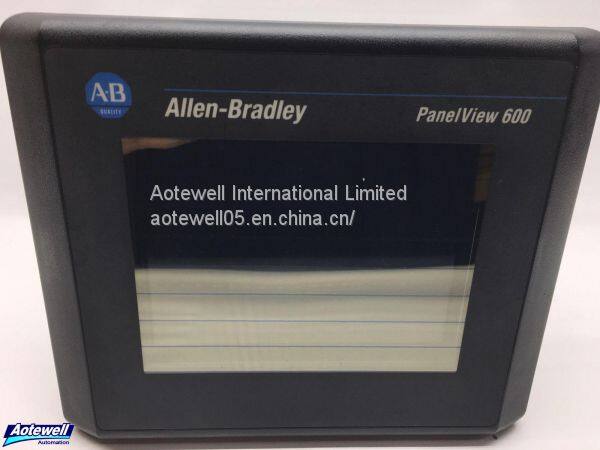 A·B
QUALITY
Allen-Bradley
PanelView 600
Aotewell International Limited
aotewell05.en.china.cn/
Aotewell
Automation